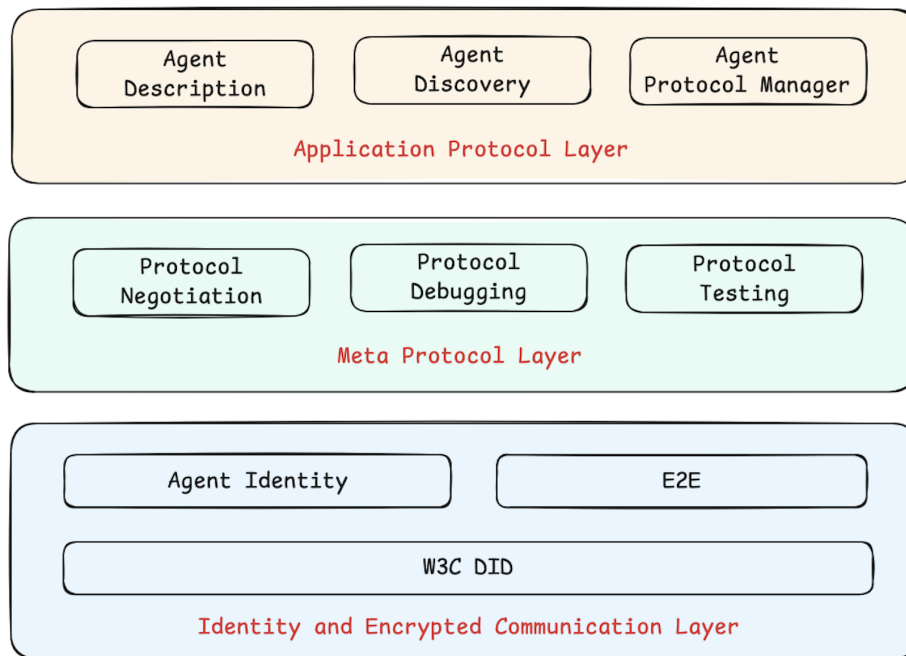 Agent
Description
Agent
Discovery
Agent
Protocol Manager
Application Protocol Layer
Protocol
Negotiation
Protocol
Debugging
Protocol
Testing
Meta Protocol Layer
Agent Identity
E2E
W3C DID
Identity and Encrypted Communication Layer